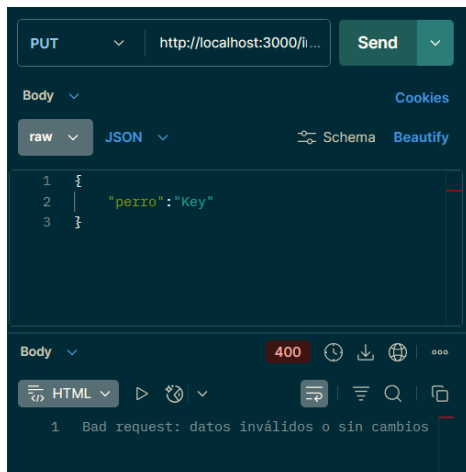 PUT http://localhost:3000/i ... Send
Body Cookies
raw JSON Schema Beautify
1 {
2 "perro":"Key"
3 }
Body 400
HTML
1 Bad request: datos inválidos o sin cambios